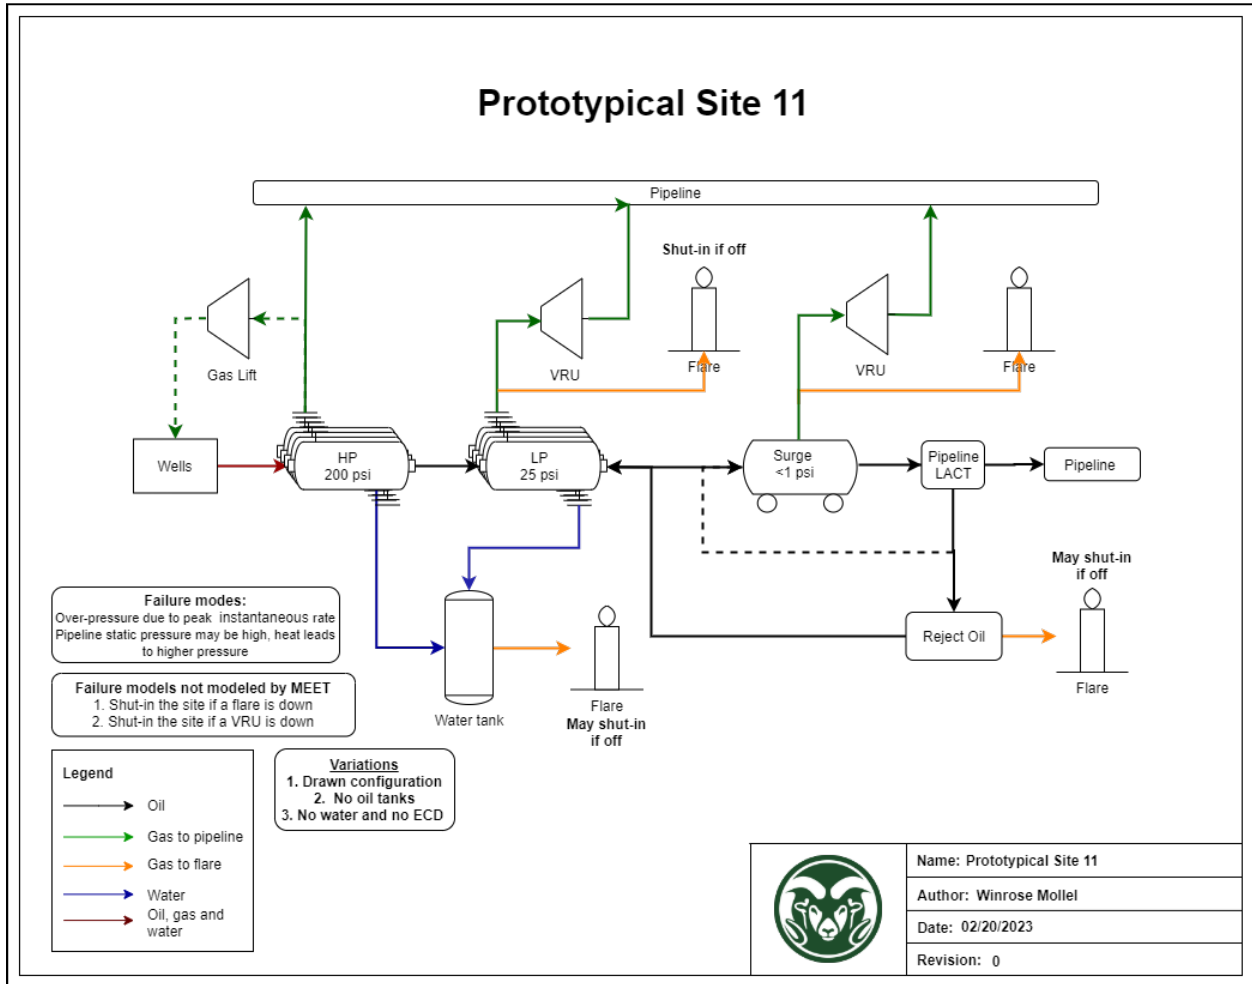 Prototypical Site 11
Pipeline
Shut-in if off
Gas Lift
VRU
Flare
VRU
Flare
Wells
HP
200 psi
LP
25 psi
Surge
<1 psi
Pipeline
LACT
Pipeline
May shut-in
if off
Reject Oil
Flare
Failure modes:
Over-pressure due to peak instantaneous rate
Pipeline static pressure may be high, heat leads
to higher pressure
Failure models not modeled by MEET
1. Shut-in the site if a flare is down
2. Shut-in the site if a VRU is down
Water tank
Flare
May shut-in
if off
Variations
1. Drawn configuration
2. No oil tanks
3. No water and no ECD
Legend
Oil
Gas to pipeline
Gas to flare
Water
Oil, gas and
water
Name: Prototypical Site 11
Author: Winrose Mollel
Date: 02/20/2023
Revision: 0